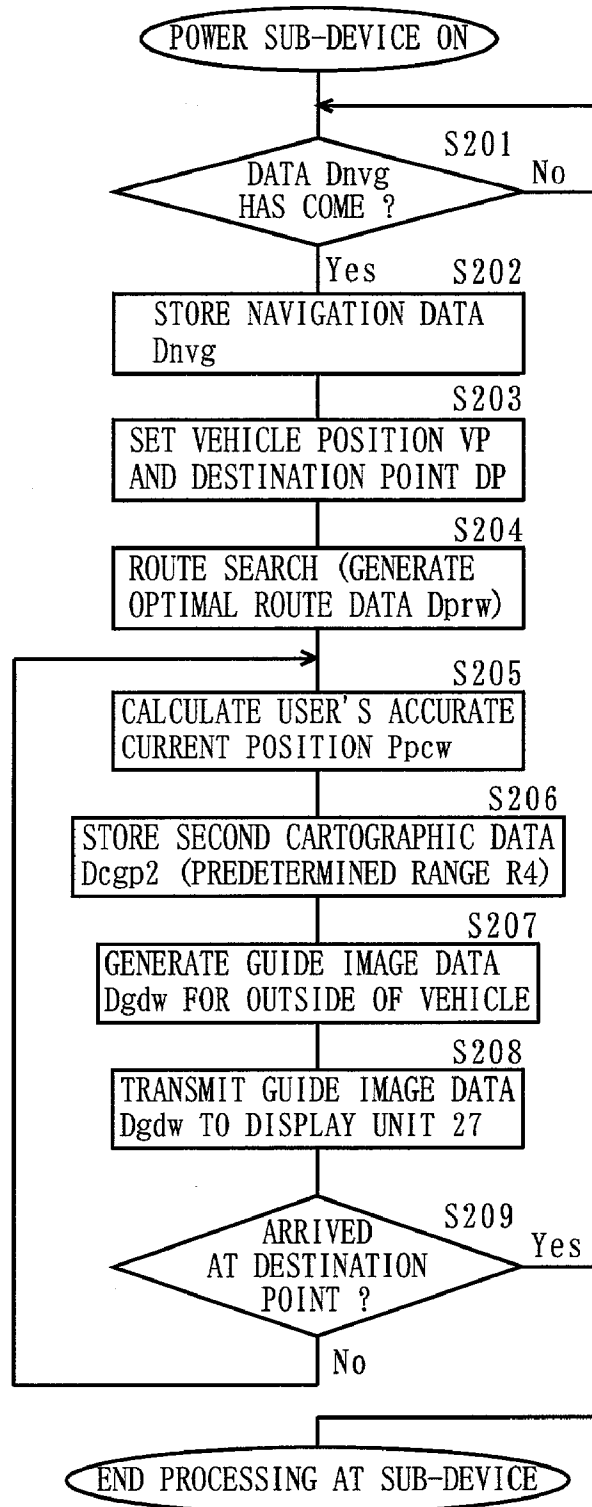 POWER SUB-DEVICE ON
S201
DATA Dnvg
HAS COME ?
No
Yes
S202
STORE NAVIGATION DATA
Dnvg
S203
SET VEHICLE POSITION VP
AND DESTINATION POINT DP
S204
ROUTE SEARCH (GENERATE
OPTIMAL ROUTE DATA Dprw)
S205
CALCULATE USER'S ACCURATE
CURRENT POSITION Ppcw
S206
STORE SECOND CARTOGRAPHIC DATA
Dcgp2 (PREDETERMINED RANGE R4)
S207
GENERATE GUIDE IMAGE DATA
Dgdw FOR OUTSIDE OF VEHICLE
S208
TRANSMIT GUIDE IMAGE DATA
Dgdw TO DISPLAY UNIT 27
S209
ARRIVED
AT DESTINATION
POINT ?
Yes
No
END PROCESSING AT SUB-DEVICE